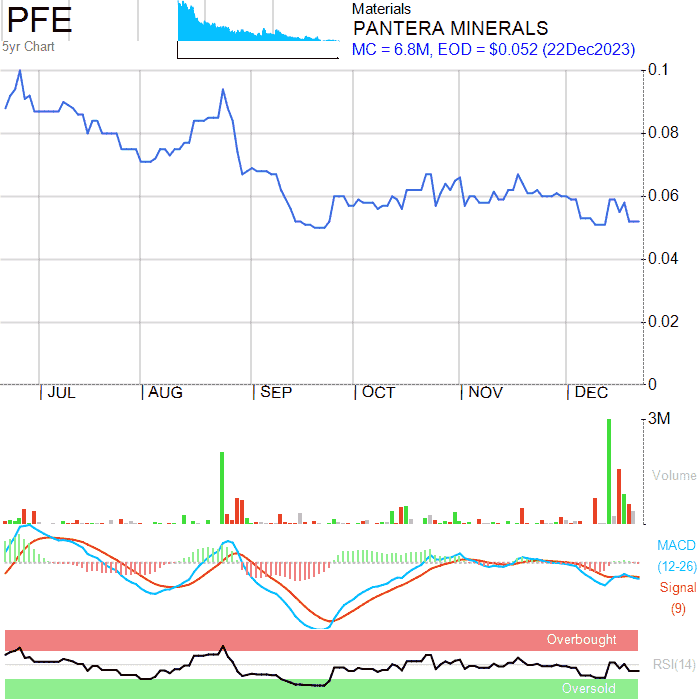 PFE
5yr Chart
Materials
PANTERA MINERALS
MC = 6.8M, EOD = $0.052 (22Dec2023)
0.1
0.08
0.06
0.04
0.02
0
JUL AUG SEP OCT NOV DEC
3M
Volume
MACD
(12-26)
Signal
(9)
Overbought
RSI(14)
Oversold